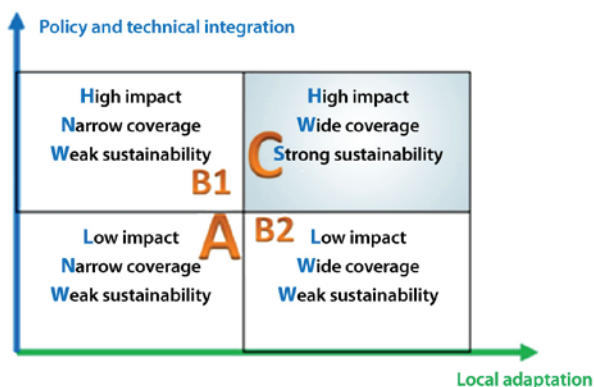 Policy and technical integration
High impact
Narrow coverage
Weak sustainability
B1
High impact
Wide coverage
Strong sustainability
C
Low impact
Narrow coverage
Weak sustainability
A
B2
Low impact
Wide coverage
Weak sustainability
Local adaptation